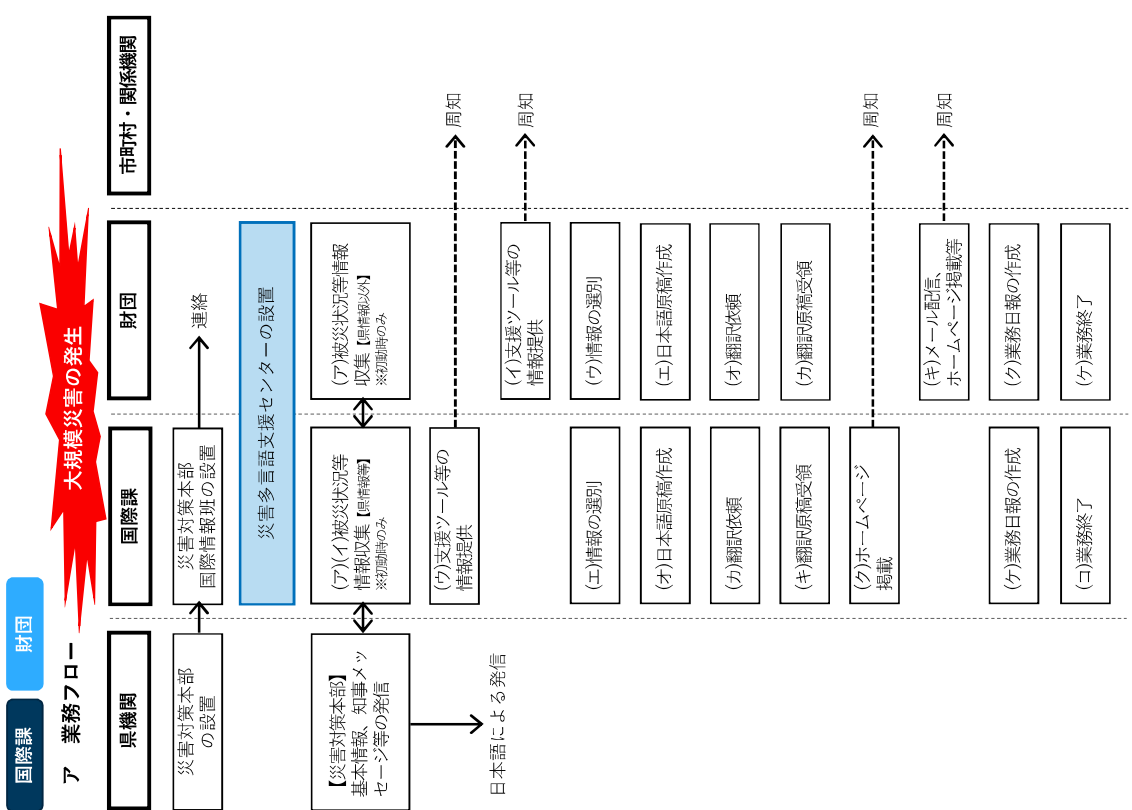 国際課
財団
ア 業務フロー
大規模災害の発生
県機関
国際課
財団
市町村・関係機関
災害対策本部
の設置
災害対策本部
国際情報班の設置
連絡
災害多言語支援センターの設置
【災害対策本部】
基本情報、知事メッ
セージ等の発信
(ア)(イ)被災状況等
情報収集【県情報等】
※初動時のみ
(ア)被災状況等情報
収集【県情報以外】
※初動時のみ
日本語による発信
(ウ)支援ツール等の
情報提供
周知
(イ)支援ツール等の
情報提供
周知
(エ)情報の選別
(ウ)情報の選別
(オ)日本語原稿作成
(エ)日本語原稿作成
(カ)翻訳依頼
(オ)翻訳依頼
(キ)翻訳原稿受領
(カ)翻訳原稿受領
(ク)ホームページ
掲載
周知
(キ)メール配信、
ホームページ掲載等
周知
(ケ)業務日報の作成
(ク)業務日報の作成
(コ)業務終了
(ケ)業務終了